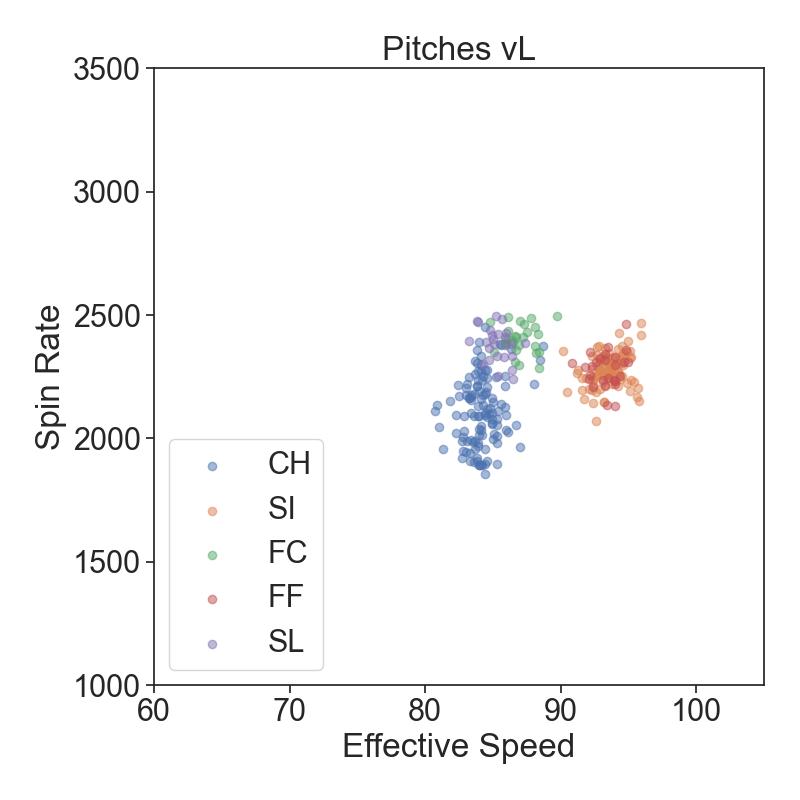 Pitches vL
3500
3000
2500
2000
1500
1000
Spin Rate
CH
SI
FC
FF
SL
60 70 80 90 100
Effective Speed